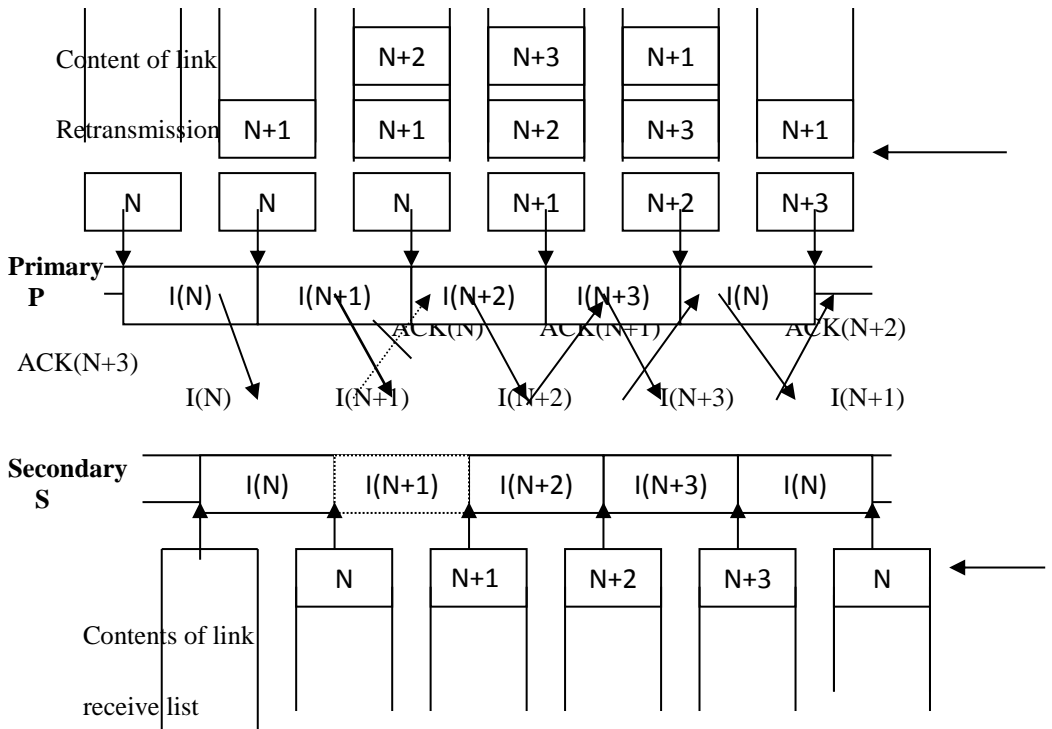 Content of link N+2 N+3 N+1
Retransmission N+1 N+1 N+2 N+3 N+1
N N N N+1 N+2 N+3
Primary
P
I(N) I(N+1) I(N+2) I(N+3) I(N)
ACK(N) ACK(N+1) ACK(N+2)
ACK(N+3)
I(N) I(N+1) I(N+2) I(N+3) I(N+1)
Secondary
S
I(N) I(N+1) I(N+2) I(N+3) I(N)
N N+1 N+2 N+3 N
Contents of link
receive list